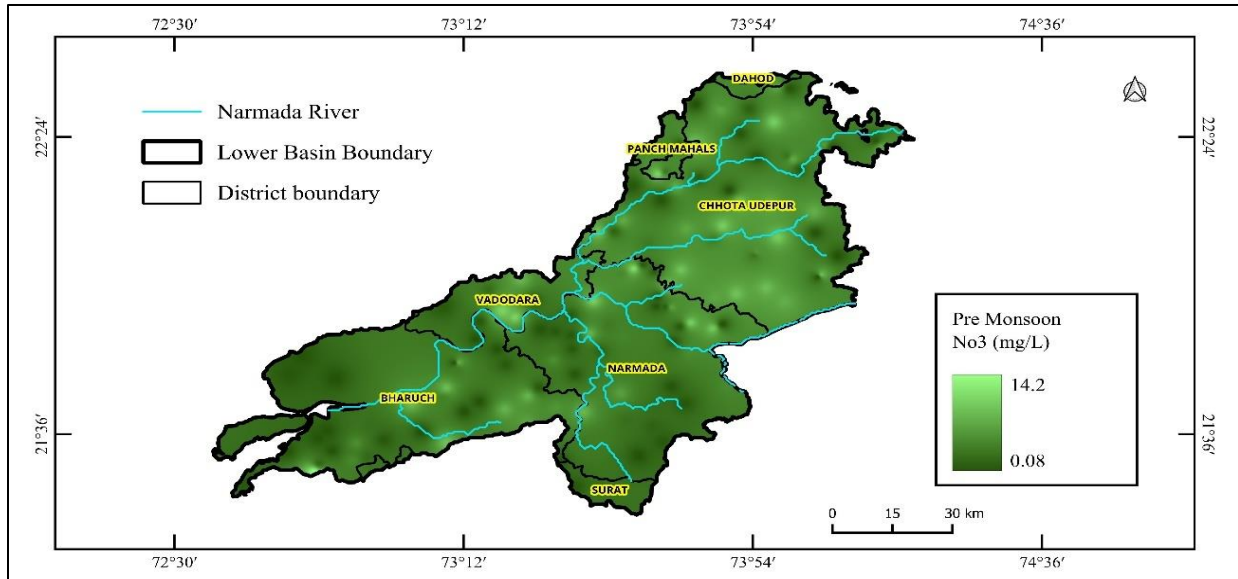 72°30′ 73°12′ 73°54′ 74°36′
DAHOD
Narmada River
22°24′ 22°24′
PANCH MAHALS
Lower Basin Boundary
District boundary
CHHOTA UDEPUR
VADODARA
Pre Monsoon
No3 (mg/L)
NARMADA
14.2
BHARUCH
21°36′ 21°36′
0.08
SURAT
0 15 30 km
72°30′ 73°12′ 73°54′ 74°36′